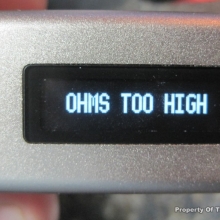 OHMS TOO HIGH
Property Of T